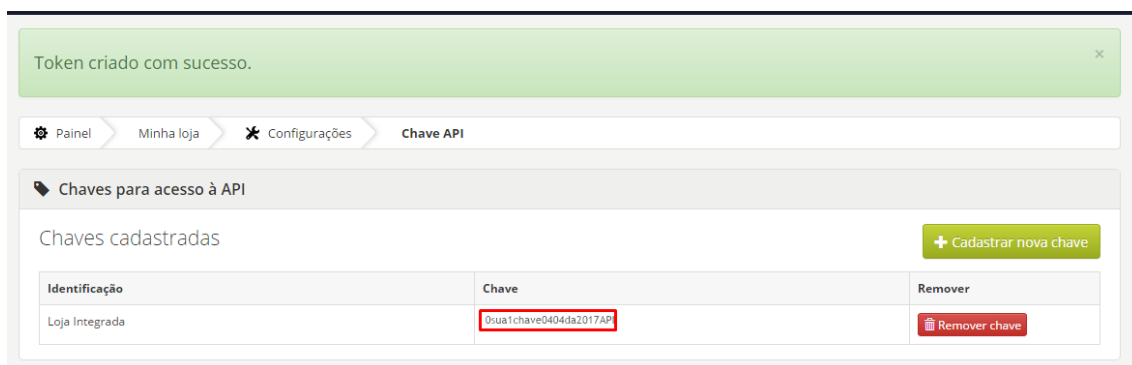 Token criado com sucesso.
×
Painel Minha loja Configurações Chave API
Chaves para acesso à API
Chaves cadastradas
+ Cadastrar nova chave
Identificação Chave Remover
Loja Integrada 0sua1chave0404da2017API Remover chave